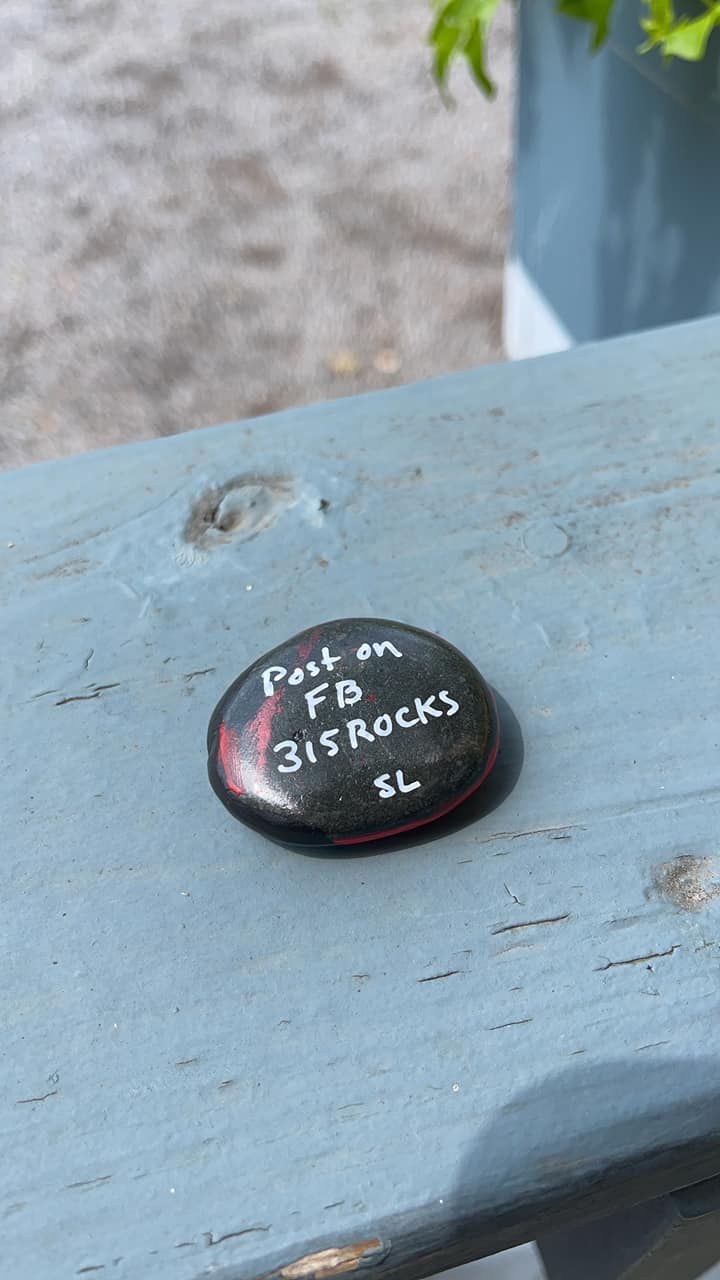 Post on
FB
315ROCKS
SL